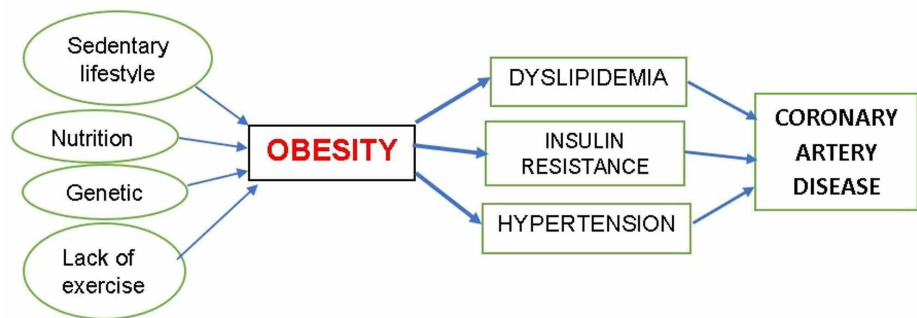 Sedentary
lifestyle
Nutrition
Genetic
Lack of
exercise
OBESITY
DYSLIPIDEMIA
INSULIN
RESISTANCE
HYPERTENSION
CORONARY
ARTERY
DISEASE